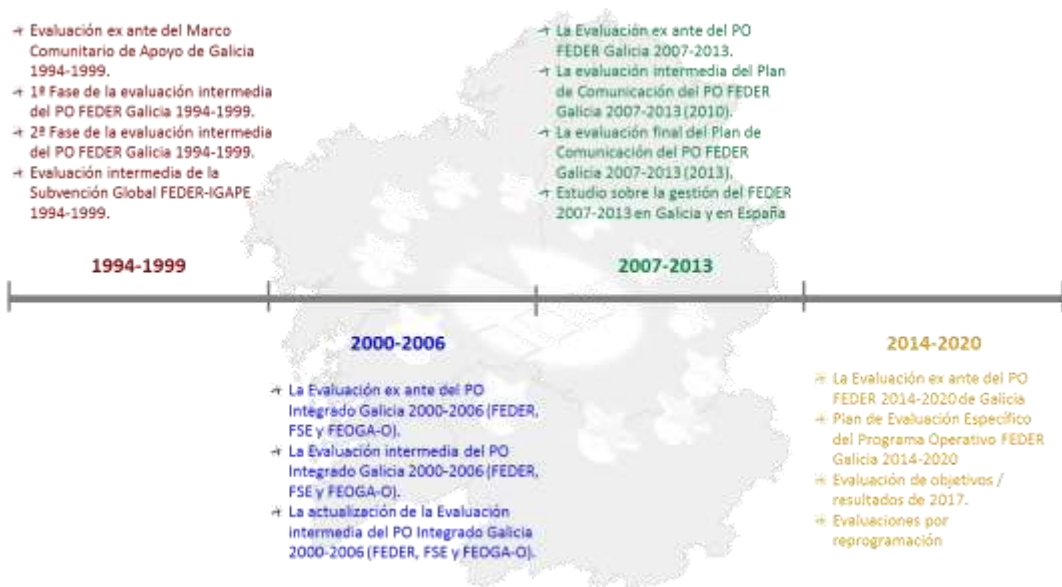 Evaluación ex ante del Marco
Comunitario de Apoyo de Galicia
1994-1999.
1ª Fase de la evaluación intermedia
del PO FEDER Galicia 1994-1999.
2ª Fase de la evaluación intermedia
del PO FEDER Galicia 1994-1999.
Evaluación intermedia de la
Subvención Global FEDER-IGAPE
1994-1999.
1994-1999
La Evaluación ex ante del PO
FEDER Galicia 2007-2013.
La evaluación intermedia del Plan
de Comunicación del PO FEDER
Galicia 2007-2013 (2010).
La evaluación final del Plan de
Comunicación del PO FEDER
Galicia 2007-2013 (2013).
Estudio sobre la gestión del FEDER
2007-2013 en Galicia y en España
2007-2013
2000-2006
La Evaluación ex ante del PO
Integrado Galicia 2000-2006 (FEDER,
FSE y FEOGA-O).
La Evaluación intermedia del PO
Integrado Galicia 2000-2006 (FEDER,
FSE y FEOGA-O).
La actualización de la Evaluación
intermedia del PO Integrado Galicia
2000-2006 (FEDER, FSE y FEOGA-O).
2014-2020
La Evaluación ex ante del PO
FEDER 2014-2020 de Galicia
Plan de Evaluación Específico
del Programa Operativo FEDER
Galicia 2014-2020
Evaluación de objetivos /
resultados de 2017.
Evaluaciones por
reprogramación